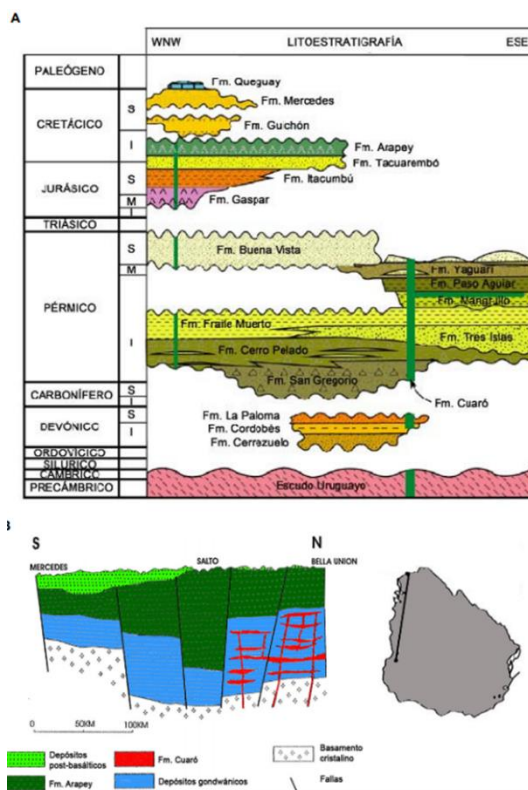 A
WNW LITOESTRATIGRAFÍA ESE
PALEÓGENO
Fm. Queguay
CRETÁCICO
S
Fm. Mercedes
Fm. Guichón
I
Fm. Arapey
Fm. Tacuarembó
JURÁSICO
S
Fm. Itacumbú
M
Fm. Gaspar
I
TRIÁSICO
PÉRMICO
S
Fm. Buena Vista
M
Fm. Yaguarí
Fm. Paso Aguiar
Fm. Mangrullo
I
Fm. Fraile Muerto
Fm. Tres Islas
Fm. Cerro Pelado
Fm. San Gregorio
CARBONÍFERO
S
I
Fm. Cuaró
DEVÓNICO
S
Fm. La Paloma
I
Fm. Cordobés
Fm. Cerrezuelo
ORDOVÍCICO
SILURICO
CÁMBRICO
PRECÁMBRICO
Escudo Uruguayo
B
S N
MERCEDES SALTO BELLA UNION
0 50KM 100KM
Depósitos
post-basálticos
Fm. Cuaró
Basamento
cristalino
Fm. Arapey
Depósitos gondwánicos
Fallas